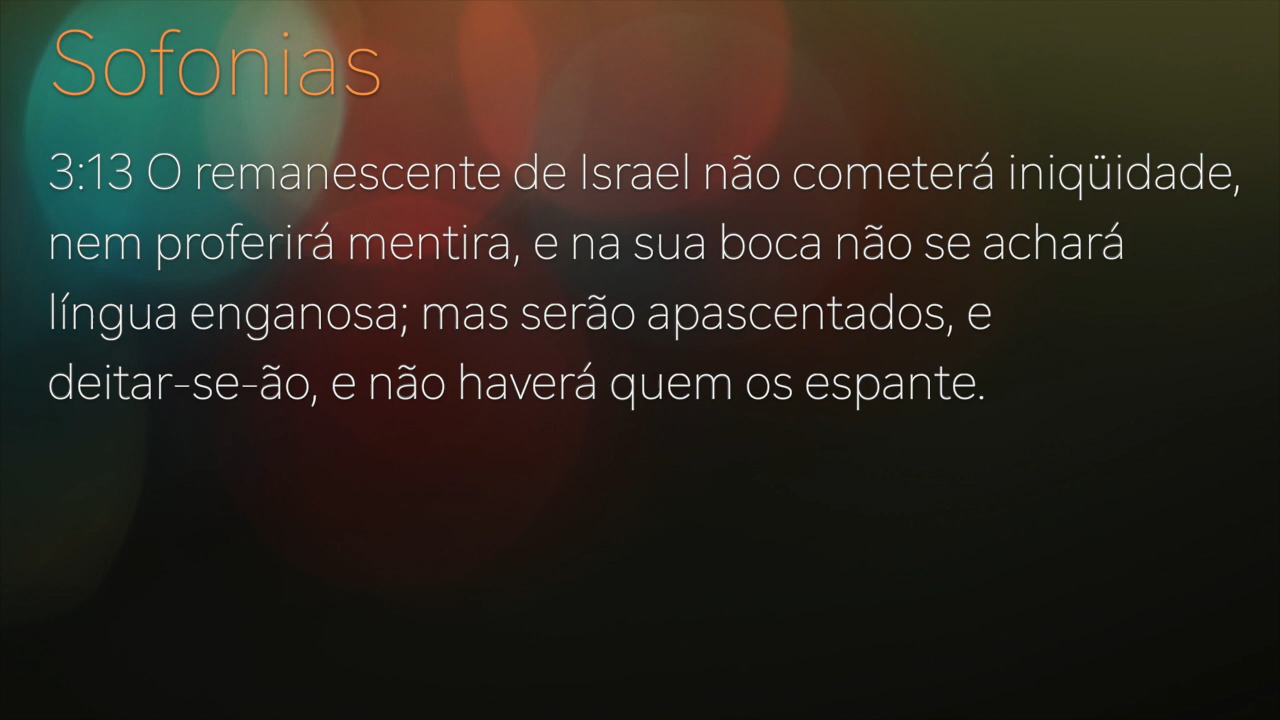 Sofonias
3:13 O remanescente de Israel não cometerá iniqüidade,
nem proferirá mentira, e na sua boca não se achará
língua enganosa; mas serão apascentados, e
deitar-se-ão, e não haverá quem os espante.